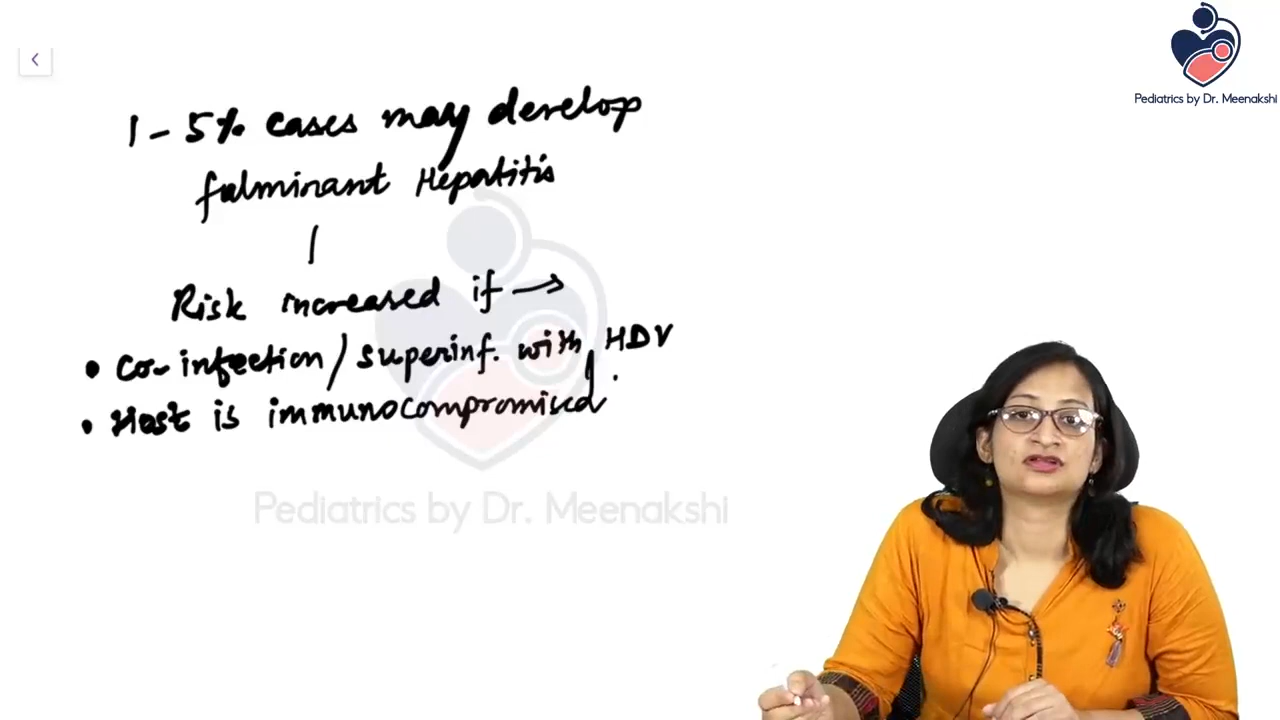 Pediatrics by Dr. Meenakshi
1 - 5% cases may develop
fulminant Hepatitis
Risk increased if →
• Co-infection / superinf. with HDV
• Host is immunocompromised.
Pediatrics by Dr. Meenakshi